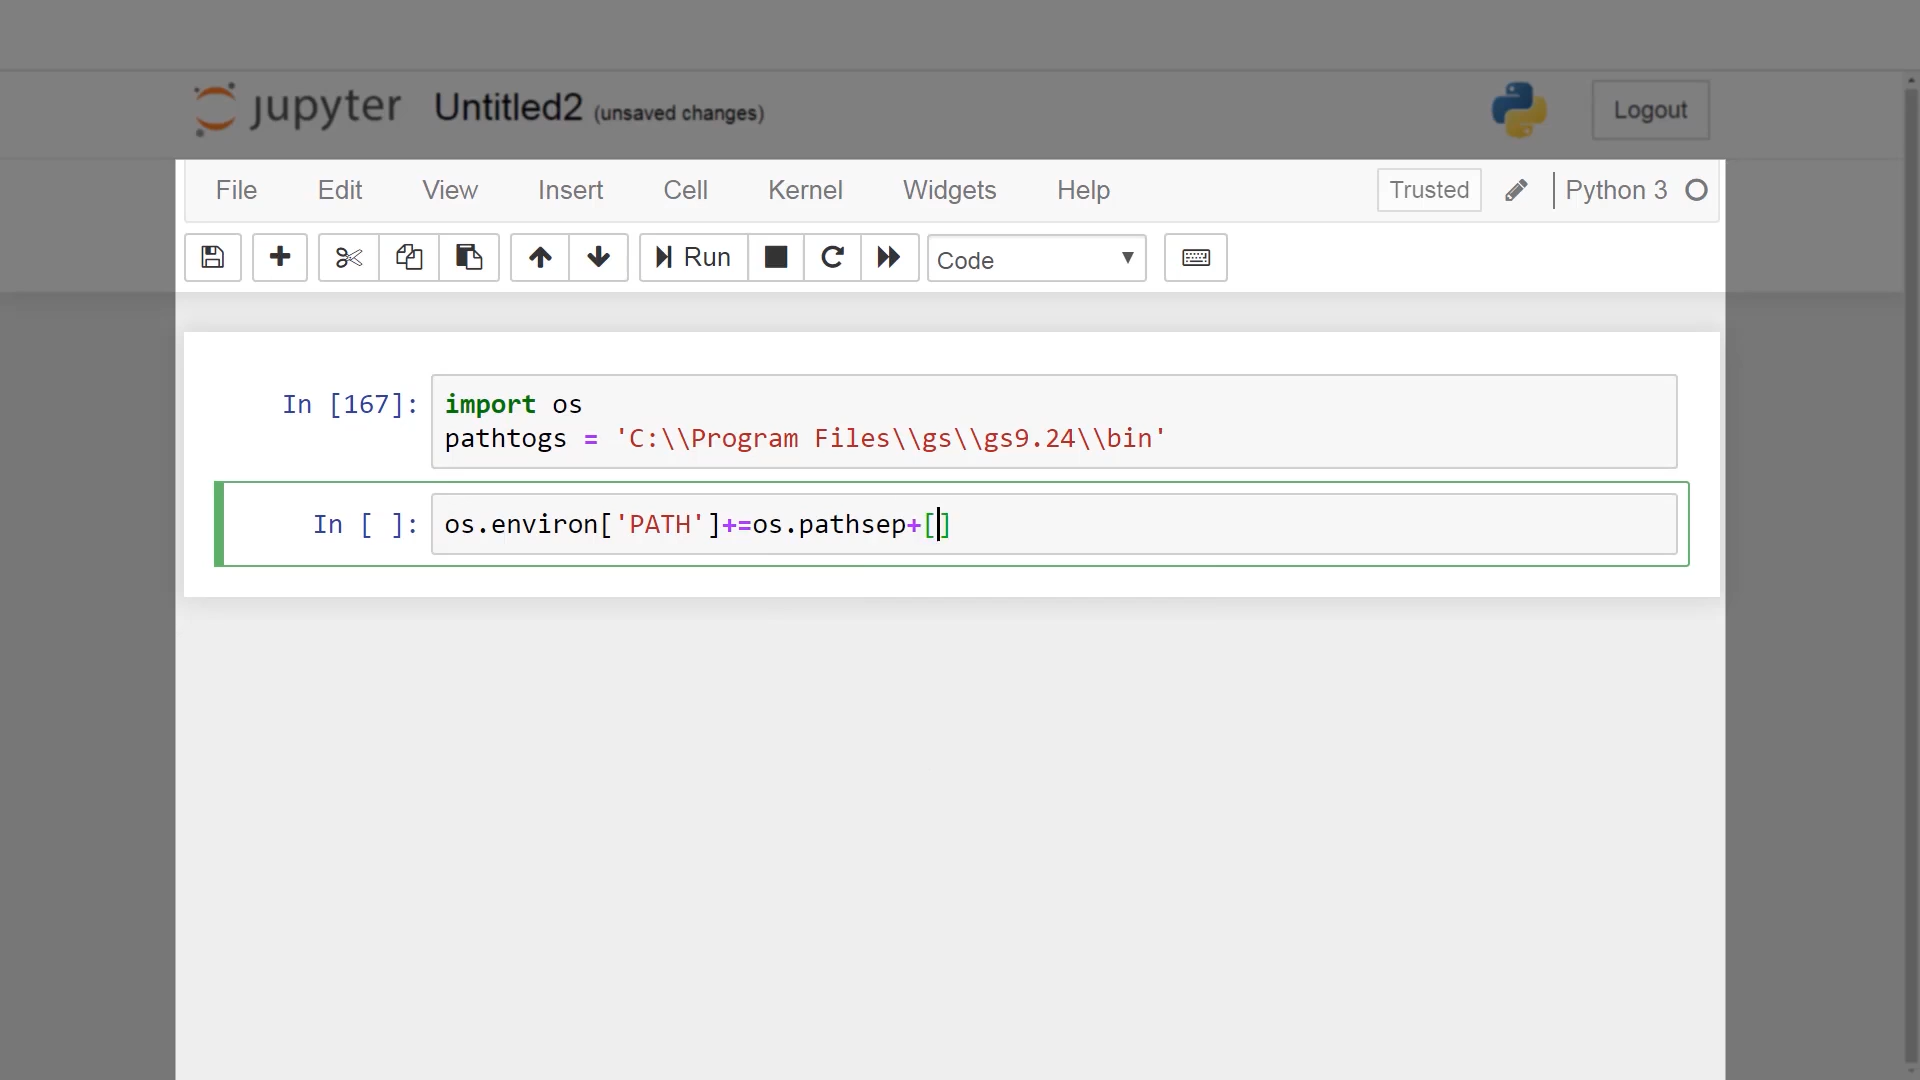 jupyter Untitled2 (unsaved changes) Logout
File Edit View Insert Cell Kernel Widgets Help Trusted Python 3
Run Code
In [167]: import os
pathtogs = 'C:\\Program Files\\gs\\gs9.24\\bin'
In [ ]: os.environ['PATH']+=os.pathsep+[]